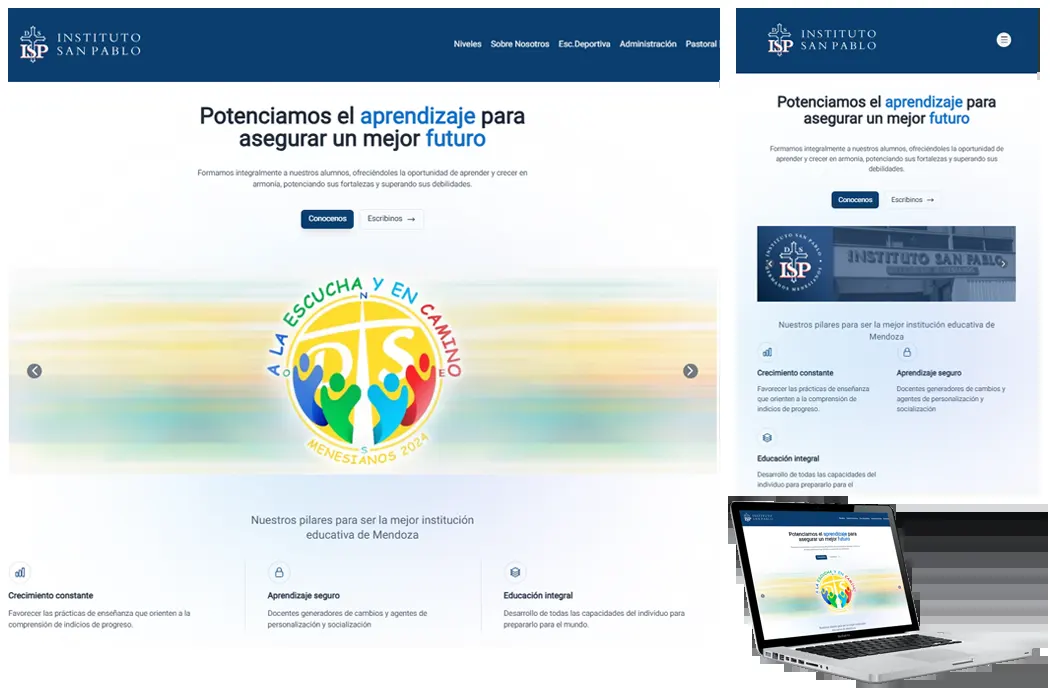 INSTITUTO
SAN PABLO
ISP
Niveles Sobre Nosotros Esc.Deportiva Administración Pastoral
Potenciamos el aprendizaje para
asegurar un mejor futuro
Formamos integralmente a nuestros alumnos, ofreciéndoles la oportunidad de aprender y crecer en
armonía, potenciando sus fortalezas y superando sus debilidades.
Conocenos
Escribinos →
A LA ESCUCHA Y EN CAMINO
N
D S
O E
S
MENESIANOS 2024
Nuestros pilares para ser la mejor institución
educativa de Mendoza
Crecimiento constante
Favorecer las prácticas de enseñanza que orienten a la
comprensión de indicios de progreso.
Aprendizaje seguro
Docentes generadores de cambios y agentes de
personalización y socialización
Educación integral
Desarrollo de todas las capacidades del individuo para
prepararlo para el mundo.
INSTITUTO
SAN PABLO
ISP
Potenciamos el aprendizaje para
asegurar un mejor futuro
Formamos integralmente a nuestros alumnos, ofreciéndoles la oportunidad de
aprender y crecer en armonía, potenciando sus fortalezas y superando sus
debilidades.
Conocenos
Escribinos →
INSTITUTO SAN PABLO
D S
ISP
INSTITUTO SAN PABLO
Nuestros pilares para ser la mejor institución educativa de
Mendoza
Crecimiento constante
Favorecer las prácticas de enseñanza
que orienten a la comprensión de
indicios de progreso.
Aprendizaje seguro
Docentes generadores de cambios y
agentes de personalización y
socialización
Educación integral
Desarrollo de todas las capacidades del
individuo para prepararlo para el
INSTITUTO
SAN PABLO
Potenciamos el aprendizaje para
asegurar un mejor futuro